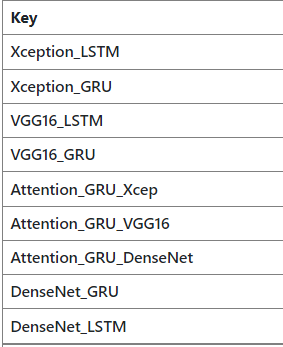 Key
Xception_LSTM
Xception_GRU
VGG16_LSTM
VGG16_GRU
Attention_GRU_Xcep
Attention_GRU_VGG16
Attention_GRU_DenseNet
DenseNet_GRU
DenseNet_LSTM